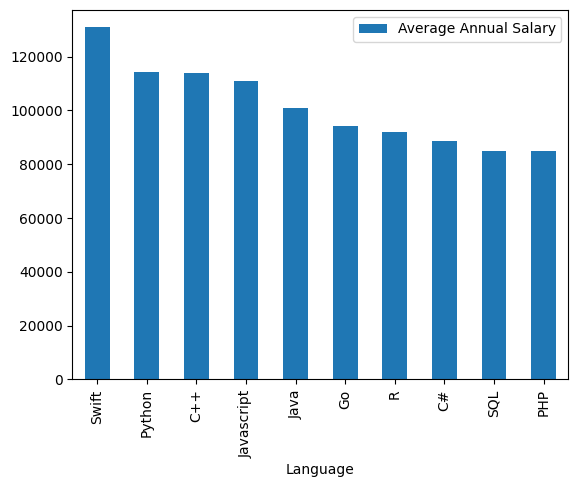 Average Annual Salary
120000
100000
80000
60000
40000
20000
0
Swift
Python
C++
Javascript
Java
Go
R
C#
SQL
PHP
Language